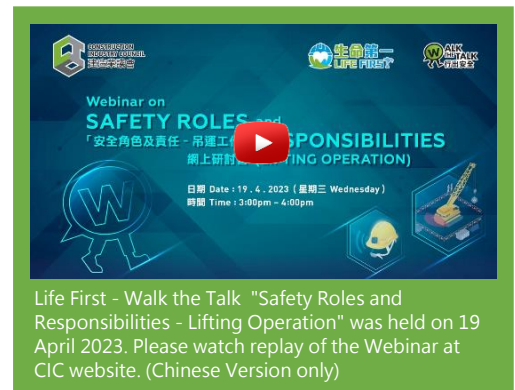 CONSTRUCTION
INDUSTRY COUNCIL
建造業議會
生命第一
LIFE FIRST
WALK THE TALK
行出安全
Webinar on
SAFETY ROLES and
「安全角色及責任 - 吊運工
SPONSIBILITIES
網上研討
TING OPERATION)
日期 Date : 19 . 4 . 2023 ( 星期三 Wednesday )
時間 Time : 3:00pm - 4:00pm
W
Life First - Walk the Talk "Safety Roles and
Responsibilities - Lifting Operation" was held on 19
April 2023. Please watch replay of the Webinar at
CIC website. (Chinese Version only)